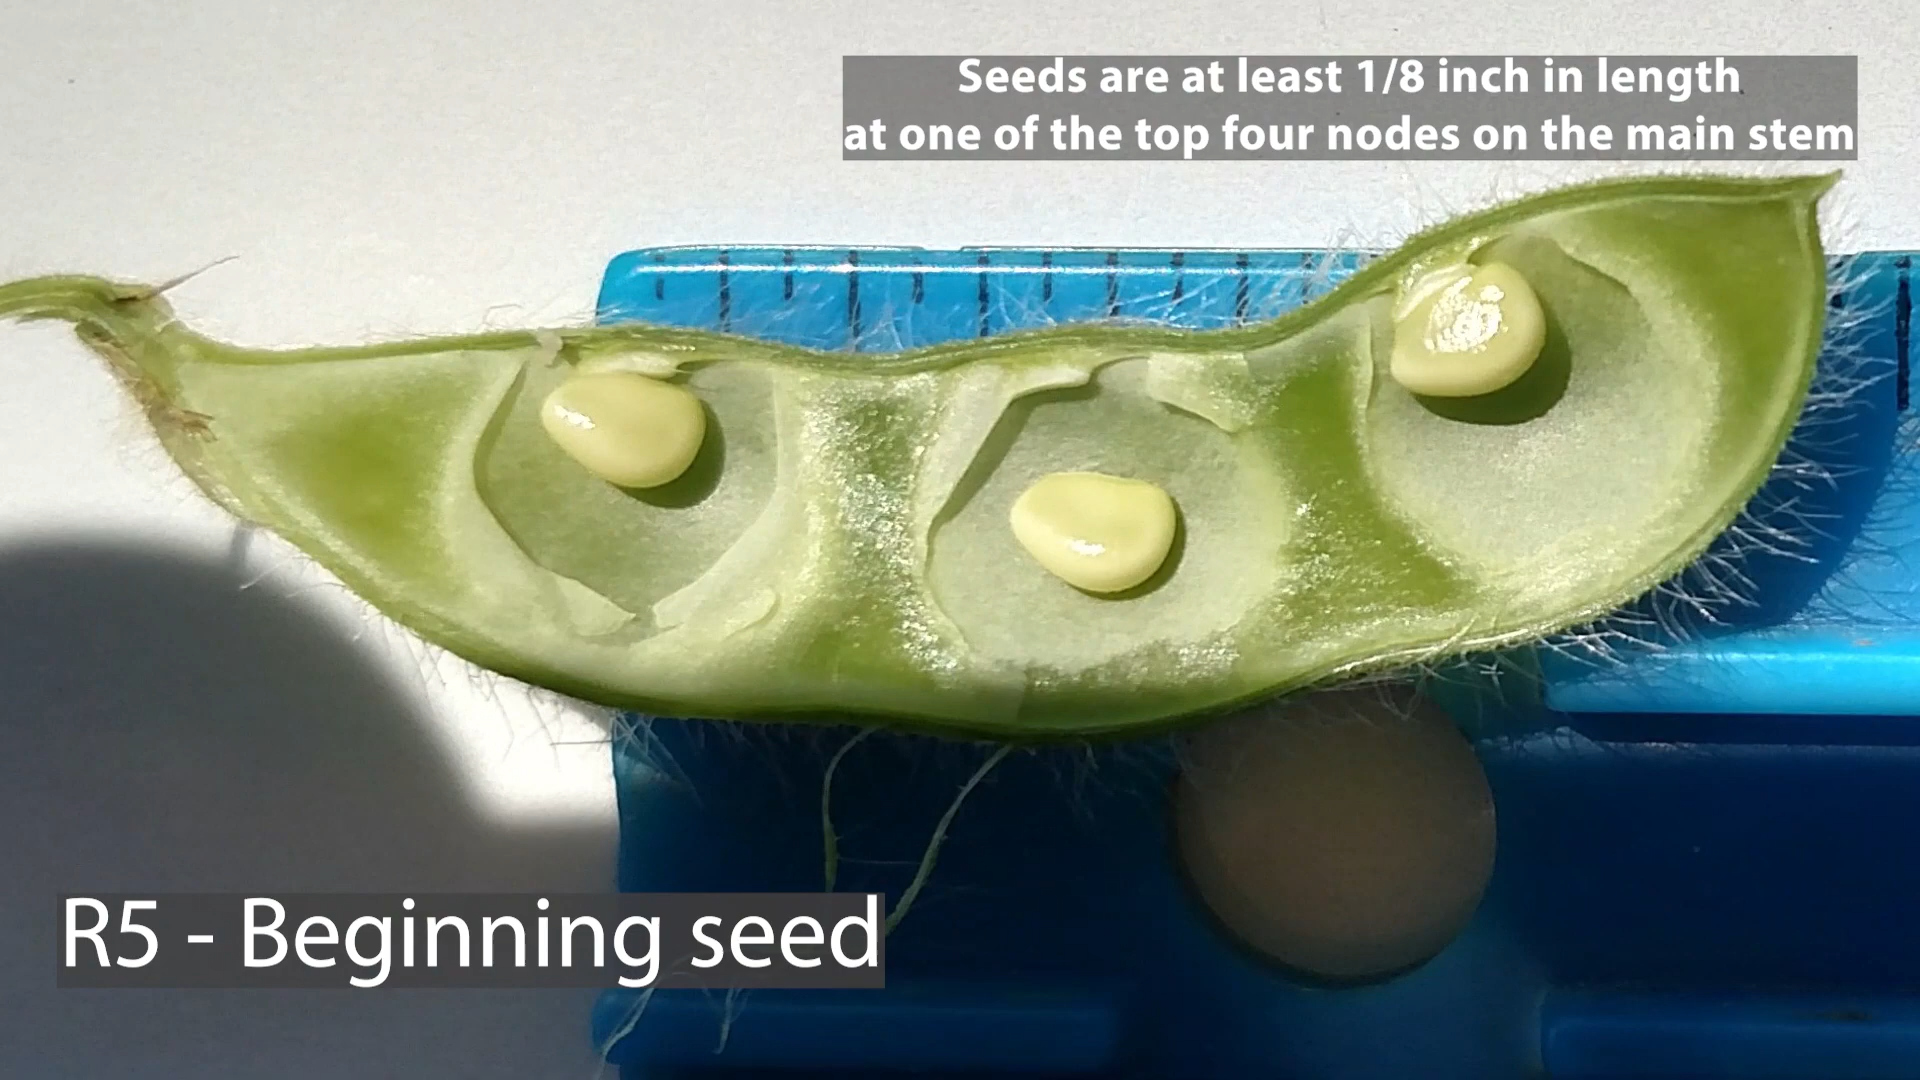 Seeds are at least 1/8 inch in length
at one of the top four nodes on the main stem
R5 - Beginning seed